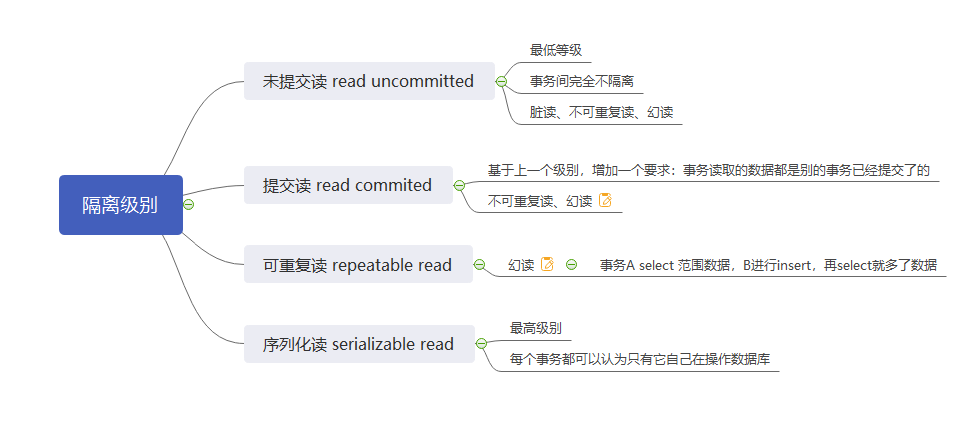 隔离级别
未提交读 read uncommitted
最低等级
事务间完全不隔离
脏读、不可重复读、幻读
提交读 read commited
基于上一个级别，增加一个要求：事务读取的数据都是别的事务已经提交了的
不可重复读、幻读
可重复读 repeatable read
幻读
事务A select 范围数据，B进行insert，再select就多了数据
序列化读 serializable read
最高级别
每个事务都可以认为只有它自己在操作数据库